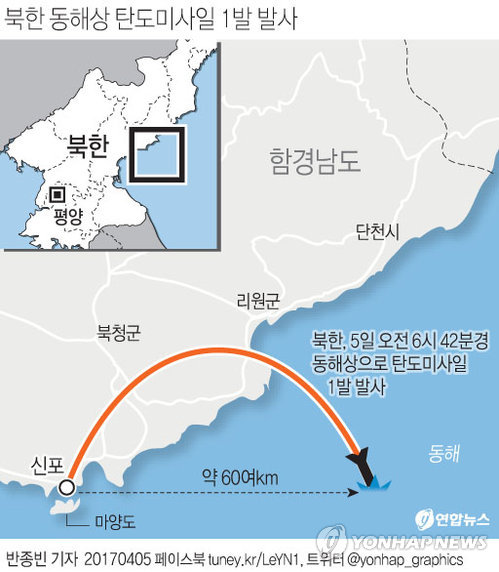 북한 동해상 탄도미사일 1발 발사
북한
평양
함경남도
단천시
리원군
북청군
북한, 5일 오전 6시 42분경
동해상으로 탄도미사일
1발 발사
신포
동해
약 60여km
마양도
연합뉴스
YONHAPNEWS
반종빈 기자 20170405 페이스북 tuney.kr/LeYN1, 트위터 @yonhap_graphics